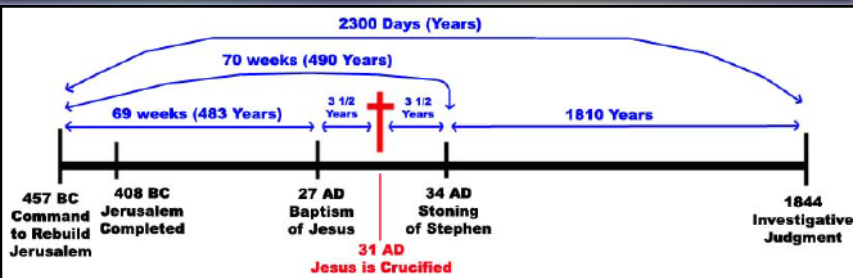 2300 Days (Years)
70 weeks (490 Years)
69 weeks (483 Years)
3 1/2
Years
3 1/2
Years
1810 Years
457 BC
Command
to Rebuild
Jerusalem
408 BC
Jerusalem
Completed
27 AD
Baptism
of Jesus
31 AD
Jesus is Crucified
34 AD
Stoning
of Stephen
1844
Investigative
Judgment